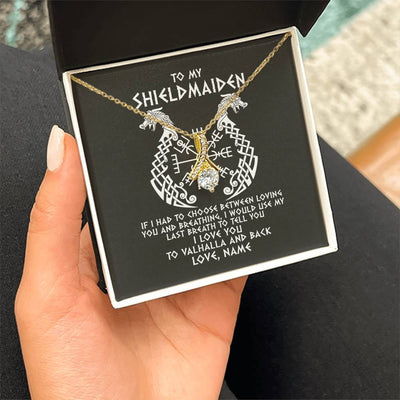 TO MY
SHIELDMAIDEN
IF I HAD TO CHOOSE BETWEEN LOVING
YOU AND BREATHING, I WOULD USE MY
LAST BREATH TO TELL YOU
I LOVE YOU
TO VALHALLA AND BACK
LOVE, NAME